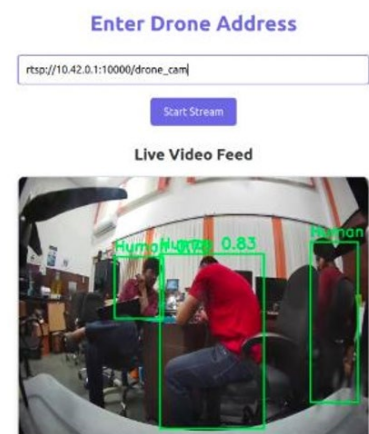 Enter Drone Address
rtsp://10.42.0.1:10000/drone_cam
Start Stream
Live Video Feed
Human
Human 0.83
Human